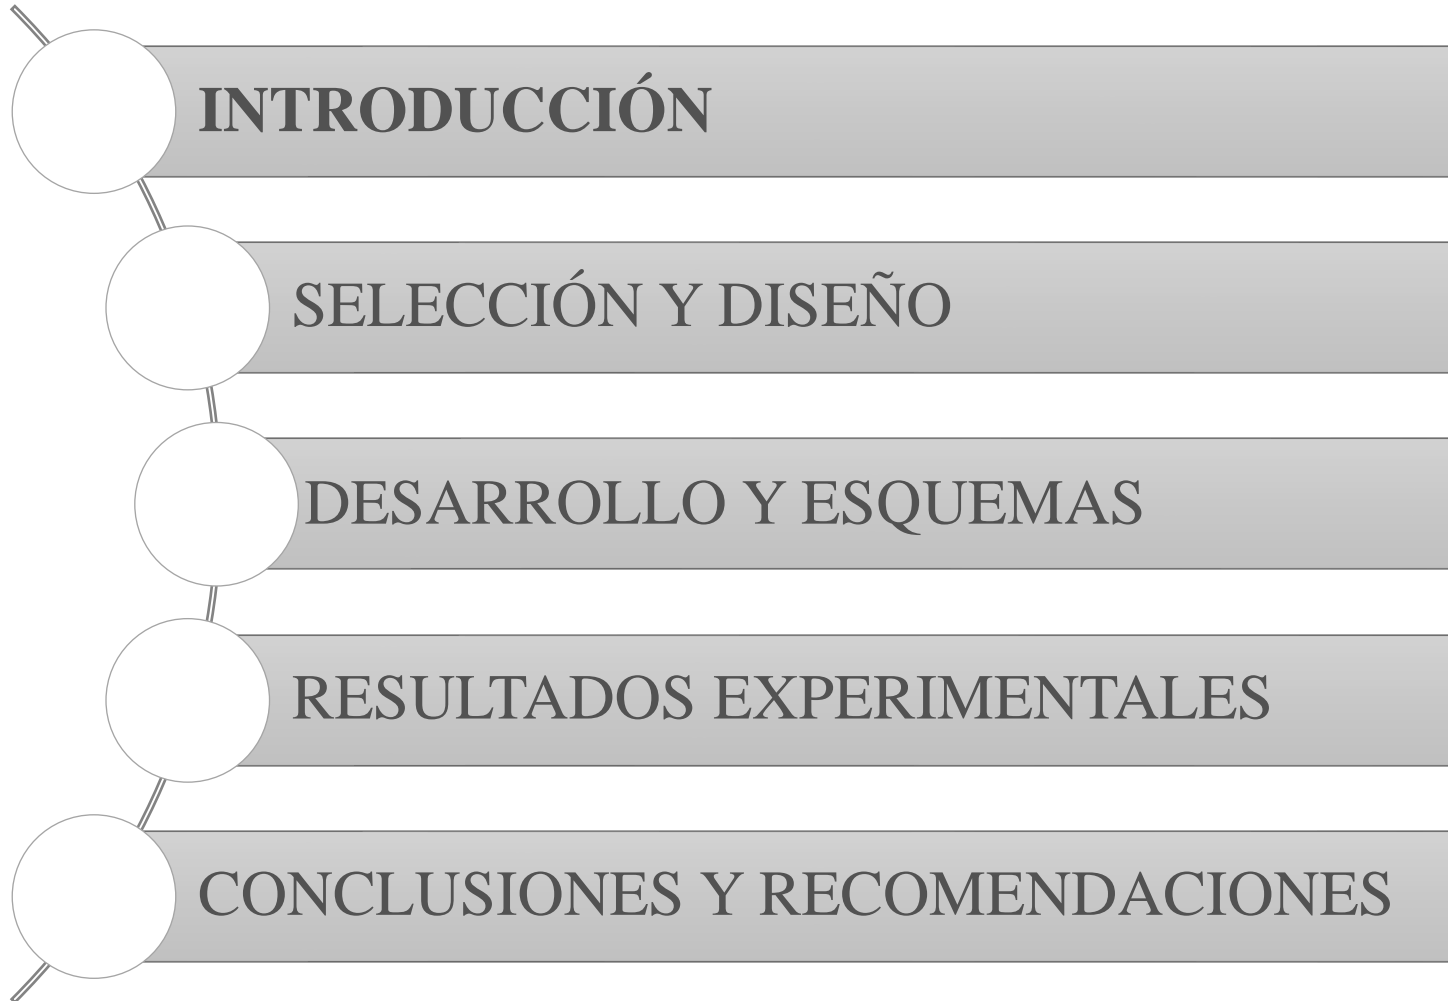 INTRODUCCIÓN
SELECCIÓN Y DISEÑO
DESARROLLO Y ESQUEMAS
RESULTADOS EXPERIMENTALES
CONCLUSIONES Y RECOMENDACIONES